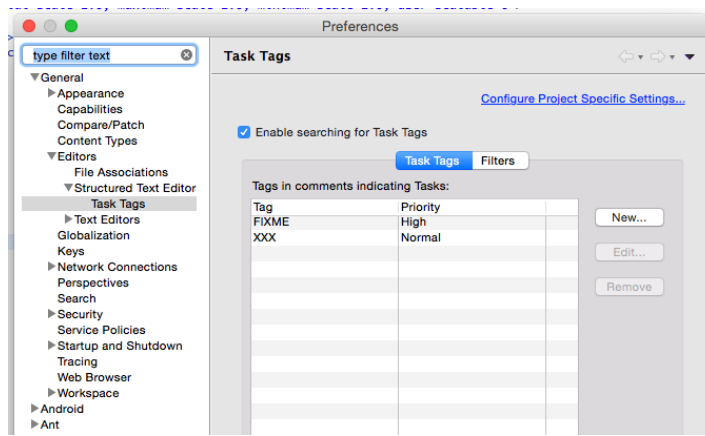 Preferences
type filter text
Task Tags
General
Appearance
Capabilities
Compare/Patch
Content Types
Editors
File Associations
Structured Text Editor
Task Tags
Text Editors
Globalization
Keys
Network Connections
Perspectives
Search
Security
Service Policies
Startup and Shutdown
Tracing
Web Browser
Workspace
Android
Ant
Configure Project Specific Settings...
Enable searching for Task Tags
Task Tags Filters
Tags in comments indicating Tasks:
Tag Priority
FIXME High
XXX Normal
New...
Edit...
Remove